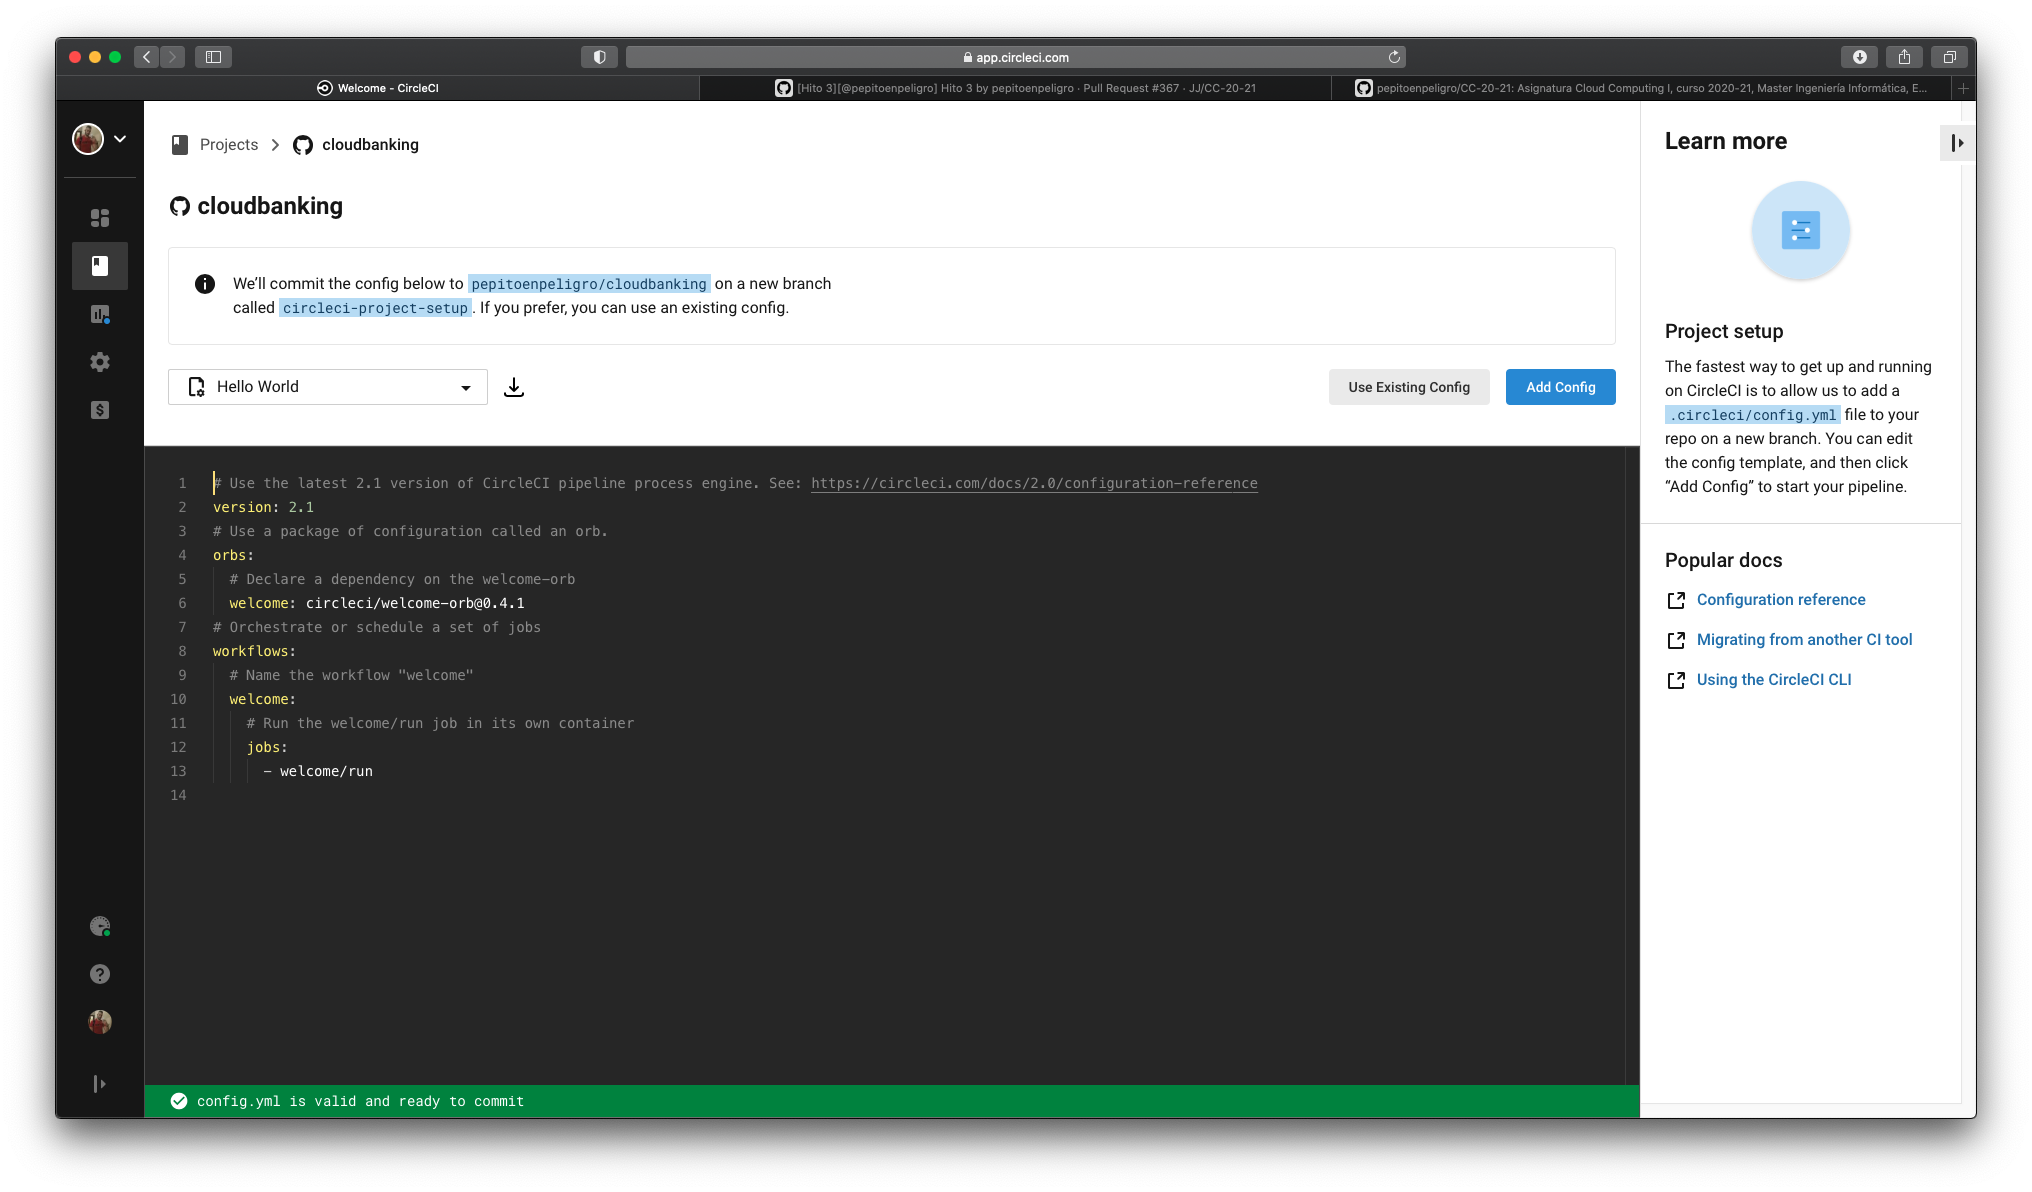 app.circleci.com
Welcome - CircleCI
[Hito 3][@pepitoenpeligro] Hito 3 by pepitoenpeligro · Pull Request #367 · JJ/CC-20-21
pepitoenpeligro/CC-20-21: Asignatura Cloud Computing I, curso 2020-21, Master Ingeniería Informática, E...
Projects
cloudbanking
cloudbanking
We’ll commit the config below to pepitoenpeligro/cloudbanking on a new branch
called circleci-project-setup. If you prefer, you can use an existing config.
Hello World
Use Existing Config
Add Config
1 # Use the latest 2.1 version of CircleCI pipeline process engine. See: https://circleci.com/docs/2.0/configuration-reference
2 version: 2.1
3 # Use a package of configuration called an orb.
4 orbs:
5 # Declare a dependency on the welcome-orb
6 welcome: circleci/welcome-orb@0.4.1
7 # Orchestrate or schedule a set of jobs
8 workflows:
9 # Name the workflow "welcome"
10 welcome:
11 # Run the welcome/run job in its own container
12 jobs:
13 - welcome/run
14
config.yml is valid and ready to commit
Learn more
Project setup
The fastest way to get up and running
on CircleCI is to allow us to add a
.circleci/config.yml file to your
repo on a new branch. You can edit
the config template, and then click
“Add Config” to start your pipeline.
Popular docs
Configuration reference
Migrating from another CI tool
Using the CircleCI CLI